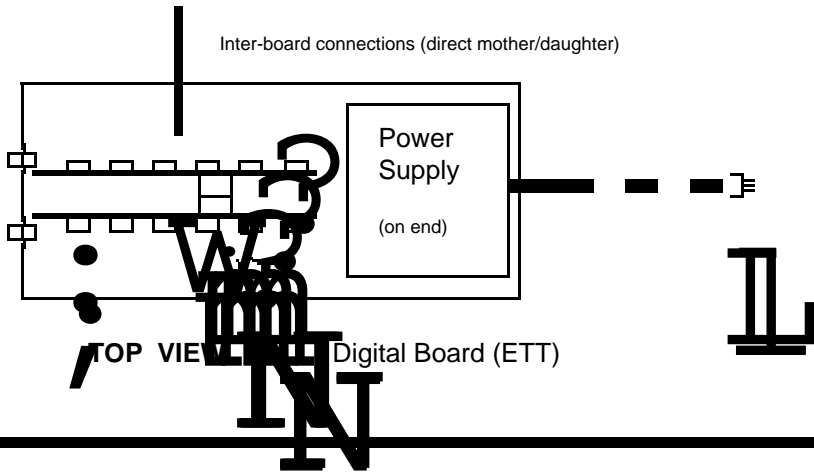 Inter-board connections (direct mother/daughter)
Power
Supply
(on end)
TOP VIEW
Digital Board (ETT)